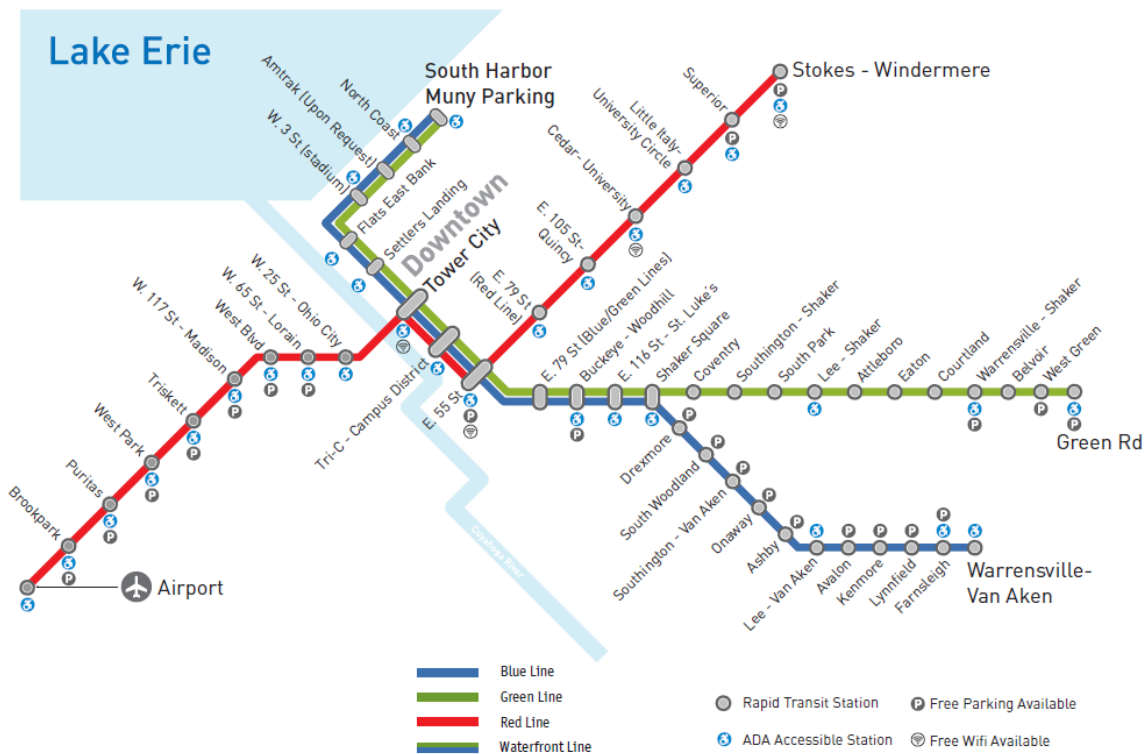 Lake Erie
South Harbor
Muny Parking
North Coast
Amtrak (Upon Request)
W. 3 St (stadium)
Flats East Bank
Settlers Landing
Downtown
Tower City
Stokes - Windermere
Superior
Little Italy-
University Circle
Cedar- University
E. 105 St-
Quincy
E. 79 St
(Red Line)
W. 25 St - Ohio City
W. 65 St - Lorain
West Blvd
W. 117 St - Madison
Triskett
West Park
Puritas
Brookpark
Airport
Tri-C - Campus District
E. 55 St
E. 79 St (Blue/Green Lines)
Buckeye - Woodhill
E. 116 St - St. Luke's
Shaker Square
Coventry
Southington - Shaker
South Park
Lee - Shaker
Attleboro
Eaton
Courtland
Warrensville - Shaker
Belvoir
West Green
Green Rd
Drexmore
South Woodland
Southington - Van Aken
Onaway
Ashby
Lee - Van Aken
Avalon
Kenmore
Lynnfield
Farnsleigh
Warrensville-
Van Aken
Cuyahoga River
Blue Line
Green Line
Red Line
Waterfront Line
Rapid Transit Station
P Free Parking Available
ADA Accessible Station
Free Wifi Available